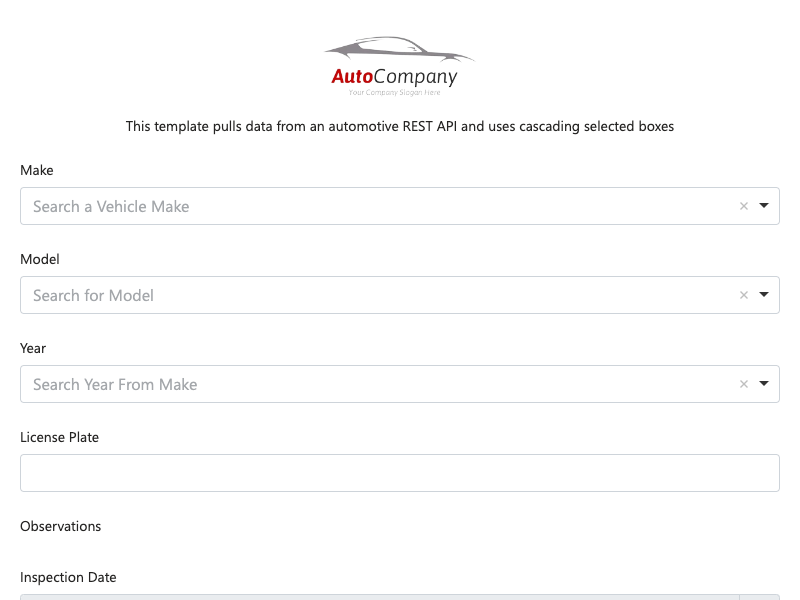 AutoCompany
Your Company Slogan Here
This template pulls data from an automotive REST API and uses cascading selected boxes
Make
Search a Vehicle Make
Model
Search for Model
Year
Search Year From Make
License Plate
Observations
Inspection Date